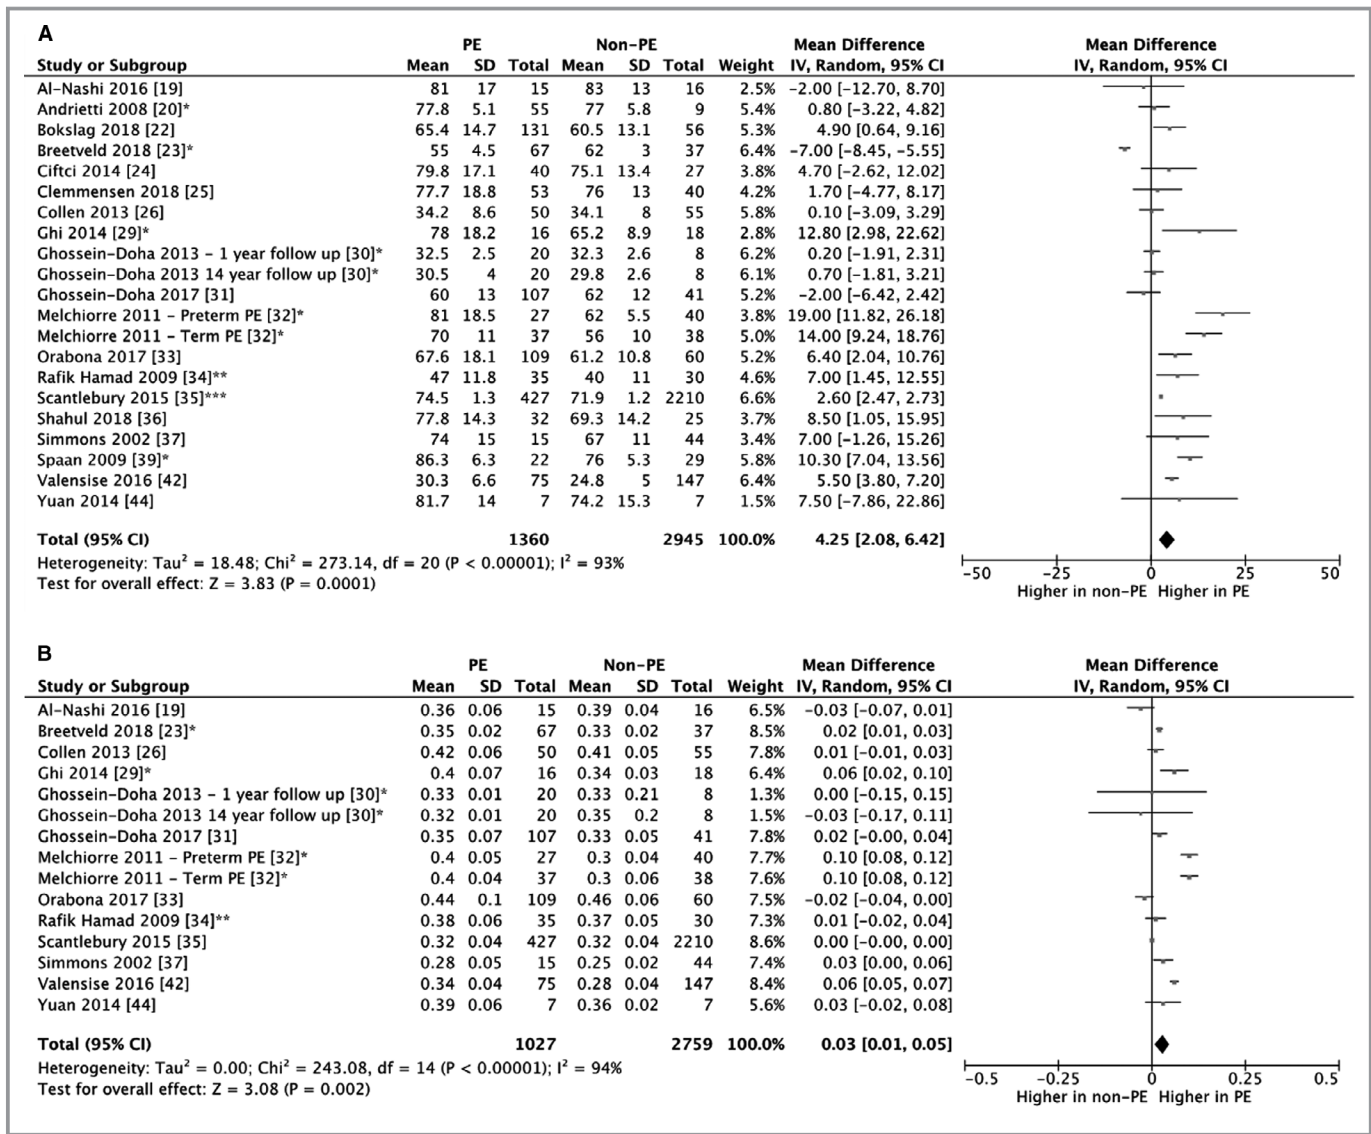 A
PE Non-PE Mean Difference Mean Difference
Study or Subgroup Mean SD Total Mean SD Total Weight IV, Random, 95% CI IV, Random, 95% CI
Al-Nashi 2016 [19] 81 17 15 83 13 16 2.5% -2.00 [-12.70, 8.70]
Andrietti 2008 [20]* 77.8 5.1 55 77 5.8 9 5.4% 0.80 [-3.22, 4.82]
Bokslag 2018 [22] 65.4 14.7 131 60.5 13.1 56 5.3% 4.90 [0.64, 9.16]
Breetveld 2018 [23]* 55 4.5 67 62 3 37 6.4% -7.00 [-8.45, -5.55]
Ciftci 2014 [24] 79.8 17.1 40 75.1 13.4 27 3.8% 4.70 [-2.62, 12.02]
Clemmensen 2018 [25] 77.7 18.8 53 76 13 40 4.2% 1.70 [-4.77, 8.17]
Collen 2013 [26] 34.2 8.6 50 34.1 8 55 5.8% 0.10 [-3.09, 3.29]
Ghi 2014 [29]* 78 18.2 16 65.2 8.9 18 2.8% 12.80 [2.98, 22.62]
Ghossein-Doha 2013 - 1 year follow up [30]* 32.5 2.5 20 32.3 2.6 8 6.2% 0.20 [-1.91, 2.31]
Ghossein-Doha 2013 14 year follow up [30]* 30.5 4 20 29.8 2.6 8 6.1% 0.70 [-1.81, 3.21]
Ghossein-Doha 2017 [31] 60 13 107 62 12 41 5.2% -2.00 [-6.42, 2.42]
Melchiorre 2011 - Preterm PE [32]* 81 18.5 27 62 5.5 40 3.8% 19.00 [11.82, 26.18]
Melchiorre 2011 - Term PE [32]* 70 11 37 56 10 38 5.0% 14.00 [9.24, 18.76]
Orabona 2017 [33] 67.6 18.1 109 61.2 10.8 60 5.2% 6.40 [2.04, 10.76]
Rafik Hamad 2009 [34]** 47 11.8 35 40 11 30 4.6% 7.00 [1.45, 12.55]
Scantlebury 2015 [35]*** 74.5 1.3 427 71.9 1.2 2210 6.6% 2.60 [2.47, 2.73]
Shahul 2018 [36] 77.8 14.3 32 69.3 14.2 25 3.7% 8.50 [1.05, 15.95]
Simmons 2002 [37] 74 15 15 67 11 44 3.4% 7.00 [-1.26, 15.26]
Spaan 2009 [39]* 86.3 6.3 22 76 5.3 29 5.8% 10.30 [7.04, 13.56]
Valensise 2016 [42] 30.3 6.6 75 24.8 5 147 6.4% 5.50 [3.80, 7.20]
Yuan 2014 [44] 81.7 14 7 74.2 15.3 7 1.5% 7.50 [-7.86, 22.86]
Total (95% CI) 1360 2945 100.0% 4.25 [2.08, 6.42]
Heterogeneity: Tau² = 18.48; Chi² = 273.14, df = 20 (P < 0.00001); I² = 93%
Test for overall effect: Z = 3.83 (P = 0.0001)
-50 -25 0 25 50
Higher in non-PE Higher in PE
B
PE Non-PE Mean Difference Mean Difference
Study or Subgroup Mean SD Total Mean SD Total Weight IV, Random, 95% CI IV, Random, 95% CI
Al-Nashi 2016 [19] 0.36 0.06 15 0.39 0.04 16 6.5% -0.03 [-0.07, 0.01]
Breetveld 2018 [23]* 0.35 0.02 67 0.33 0.02 37 8.5% 0.02 [0.01, 0.03]
Collen 2013 [26] 0.42 0.06 50 0.41 0.05 55 7.8% 0.01 [-0.01, 0.03]
Ghi 2014 [29]* 0.4 0.07 16 0.34 0.03 18 6.4% 0.06 [0.02, 0.10]
Ghossein-Doha 2013 - 1 year follow up [30]* 0.33 0.01 20 0.33 0.21 8 1.3% 0.00 [-0.15, 0.15]
Ghossein-Doha 2013 14 year follow up [30]* 0.32 0.01 20 0.35 0.2 8 1.5% -0.03 [-0.17, 0.11]
Ghossein-Doha 2017 [31] 0.35 0.07 107 0.33 0.05 41 7.8% 0.02 [-0.00, 0.04]
Melchiorre 2011 - Preterm PE [32]* 0.4 0.05 27 0.3 0.04 40 7.7% 0.10 [0.08, 0.12]
Melchiorre 2011 - Term PE [32]* 0.4 0.04 37 0.3 0.06 38 7.6% 0.10 [0.08, 0.12]
Orabona 2017 [33] 0.44 0.1 109 0.46 0.06 60 7.5% -0.02 [-0.04, 0.00]
Rafik Hamad 2009 [34]** 0.38 0.06 35 0.37 0.05 30 7.3% 0.01 [-0.02, 0.04]
Scantlebury 2015 [35] 0.32 0.04 427 0.32 0.04 2210 8.6% 0.00 [-0.00, 0.00]
Simmons 2002 [37] 0.28 0.05 15 0.25 0.02 44 7.4% 0.03 [0.00, 0.06]
Valensise 2016 [42] 0.34 0.04 75 0.28 0.04 147 8.4% 0.06 [0.05, 0.07]
Yuan 2014 [44] 0.39 0.06 7 0.36 0.02 7 5.6% 0.03 [-0.02, 0.08]
Total (95% CI) 1027 2759 100.0% 0.03 [0.01, 0.05]
Heterogeneity: Tau² = 0.00; Chi² = 243.08, df = 14 (P < 0.00001); I² = 94%
Test for overall effect: Z = 3.08 (P = 0.002)
-0.5 -0.25 0 0.25 0.5
Higher in non-PE Higher in PE